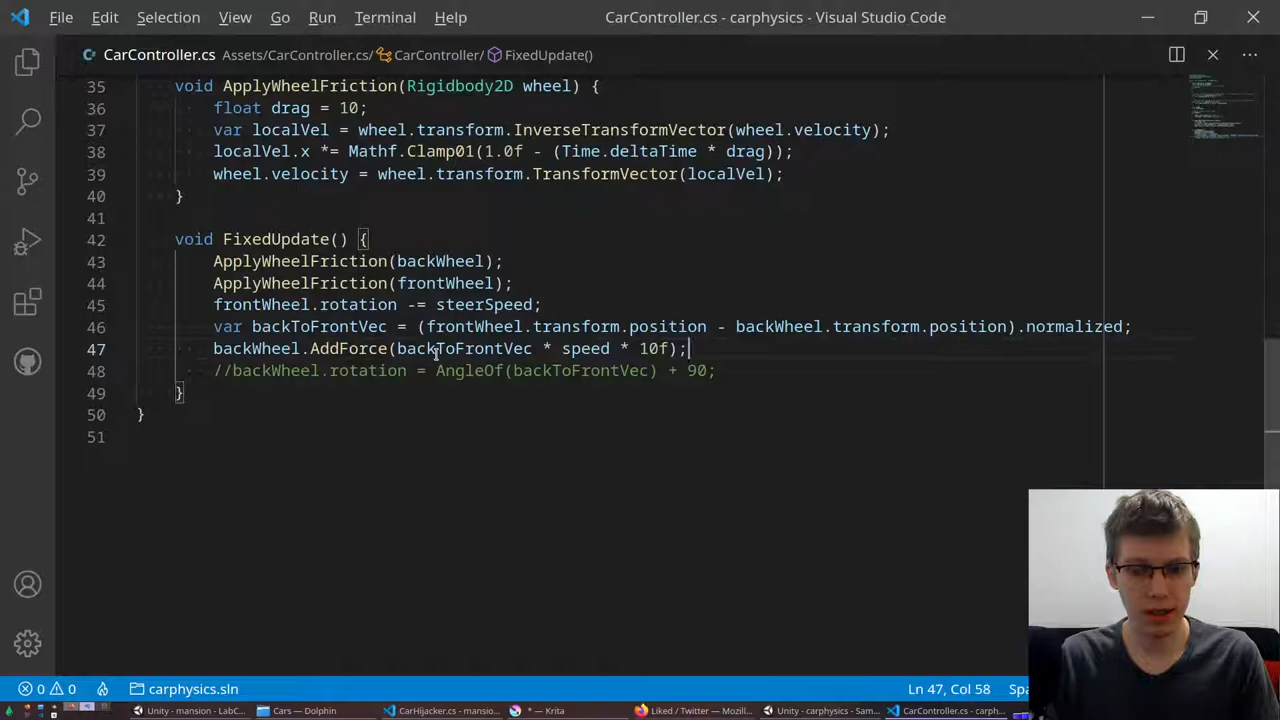 File Edit Selection View Go Run Terminal Help CarController.cs - carphysics - Visual Studio Code
CarController.cs Assets/CarController.cs/ CarController/ FixedUpdate()
35 void ApplyWheelFriction(Rigidbody2D wheel) {
36 float drag = 10;
37 var localVel = wheel.transform.InverseTransformVector(wheel.velocity);
38 localVel.x *= Mathf.Clamp01(1.0f - (Time.deltaTime * drag));
39 wheel.velocity = wheel.transform.TransformVector(localVel);
40 }
41
42 void FixedUpdate() {
43 ApplyWheelFriction(backWheel);
44 ApplyWheelFriction(frontWheel);
45 frontWheel.rotation -= steerSpeed;
46 var backToFrontVec = (frontWheel.transform.position - backWheel.transform.position).normalized;
47 backWheel.AddForce(backToFrontVec * speed * 10f);
48 //backWheel.rotation = AngleOf(backToFrontVec) + 90;
49 }
50 }
51
0 0 carphysics.sln Ln 47, Col 58 Spa
Unity - mansion - LabC... Cars — Dolphin CarHijacker.cs - mansio... * — Krita Liked / Twitter — Mozill... Unity - carphysics - Sam... CarController.cs - carph...